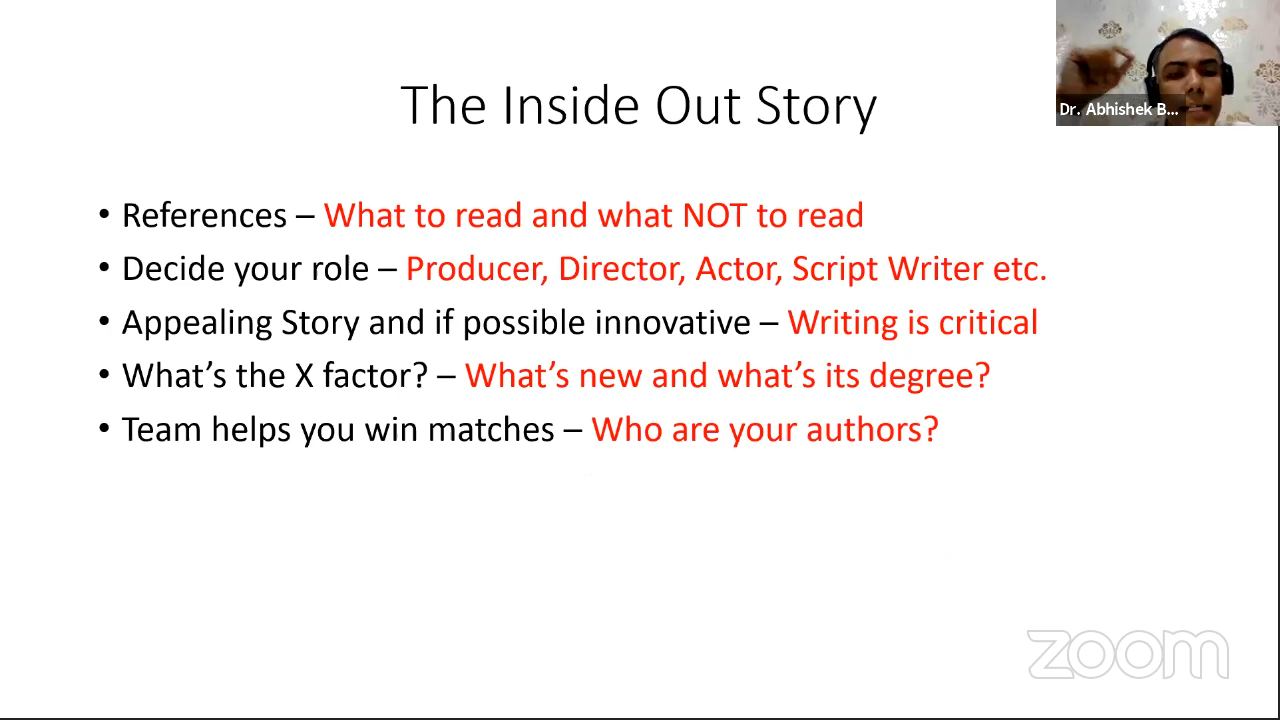 The Inside Out Story
Dr. Abhishek B...
• References – What to read and what NOT to read
• Decide your role – Producer, Director, Actor, Script Writer etc.
• Appealing Story and if possible innovative – Writing is critical
• What’s the X factor? – What’s new and what’s its degree?
• Team helps you win matches – Who are your authors?
zoom